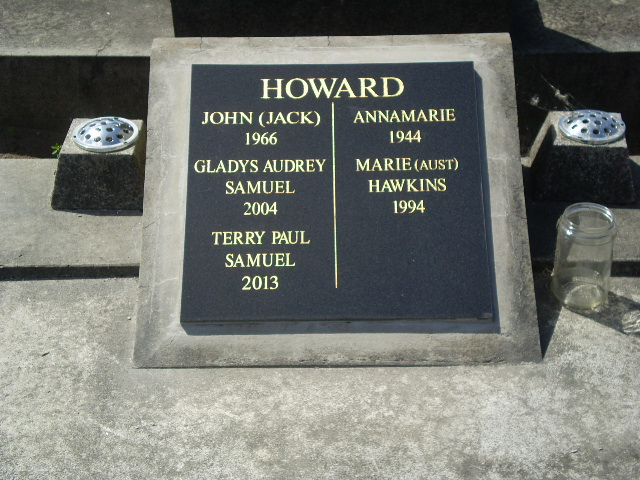 HOWARD
JOHN (JACK)
1966
GLADYS AUDREY
SAMUEL
2004
TERRY PAUL
SAMUEL
2013
ANNAMARIE
1944
MARIE (AUST)
HAWKINS
1994